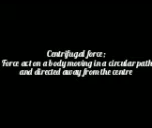 Centrifugal force;
Force act on a body moving in a circular path
and directed away from the centre